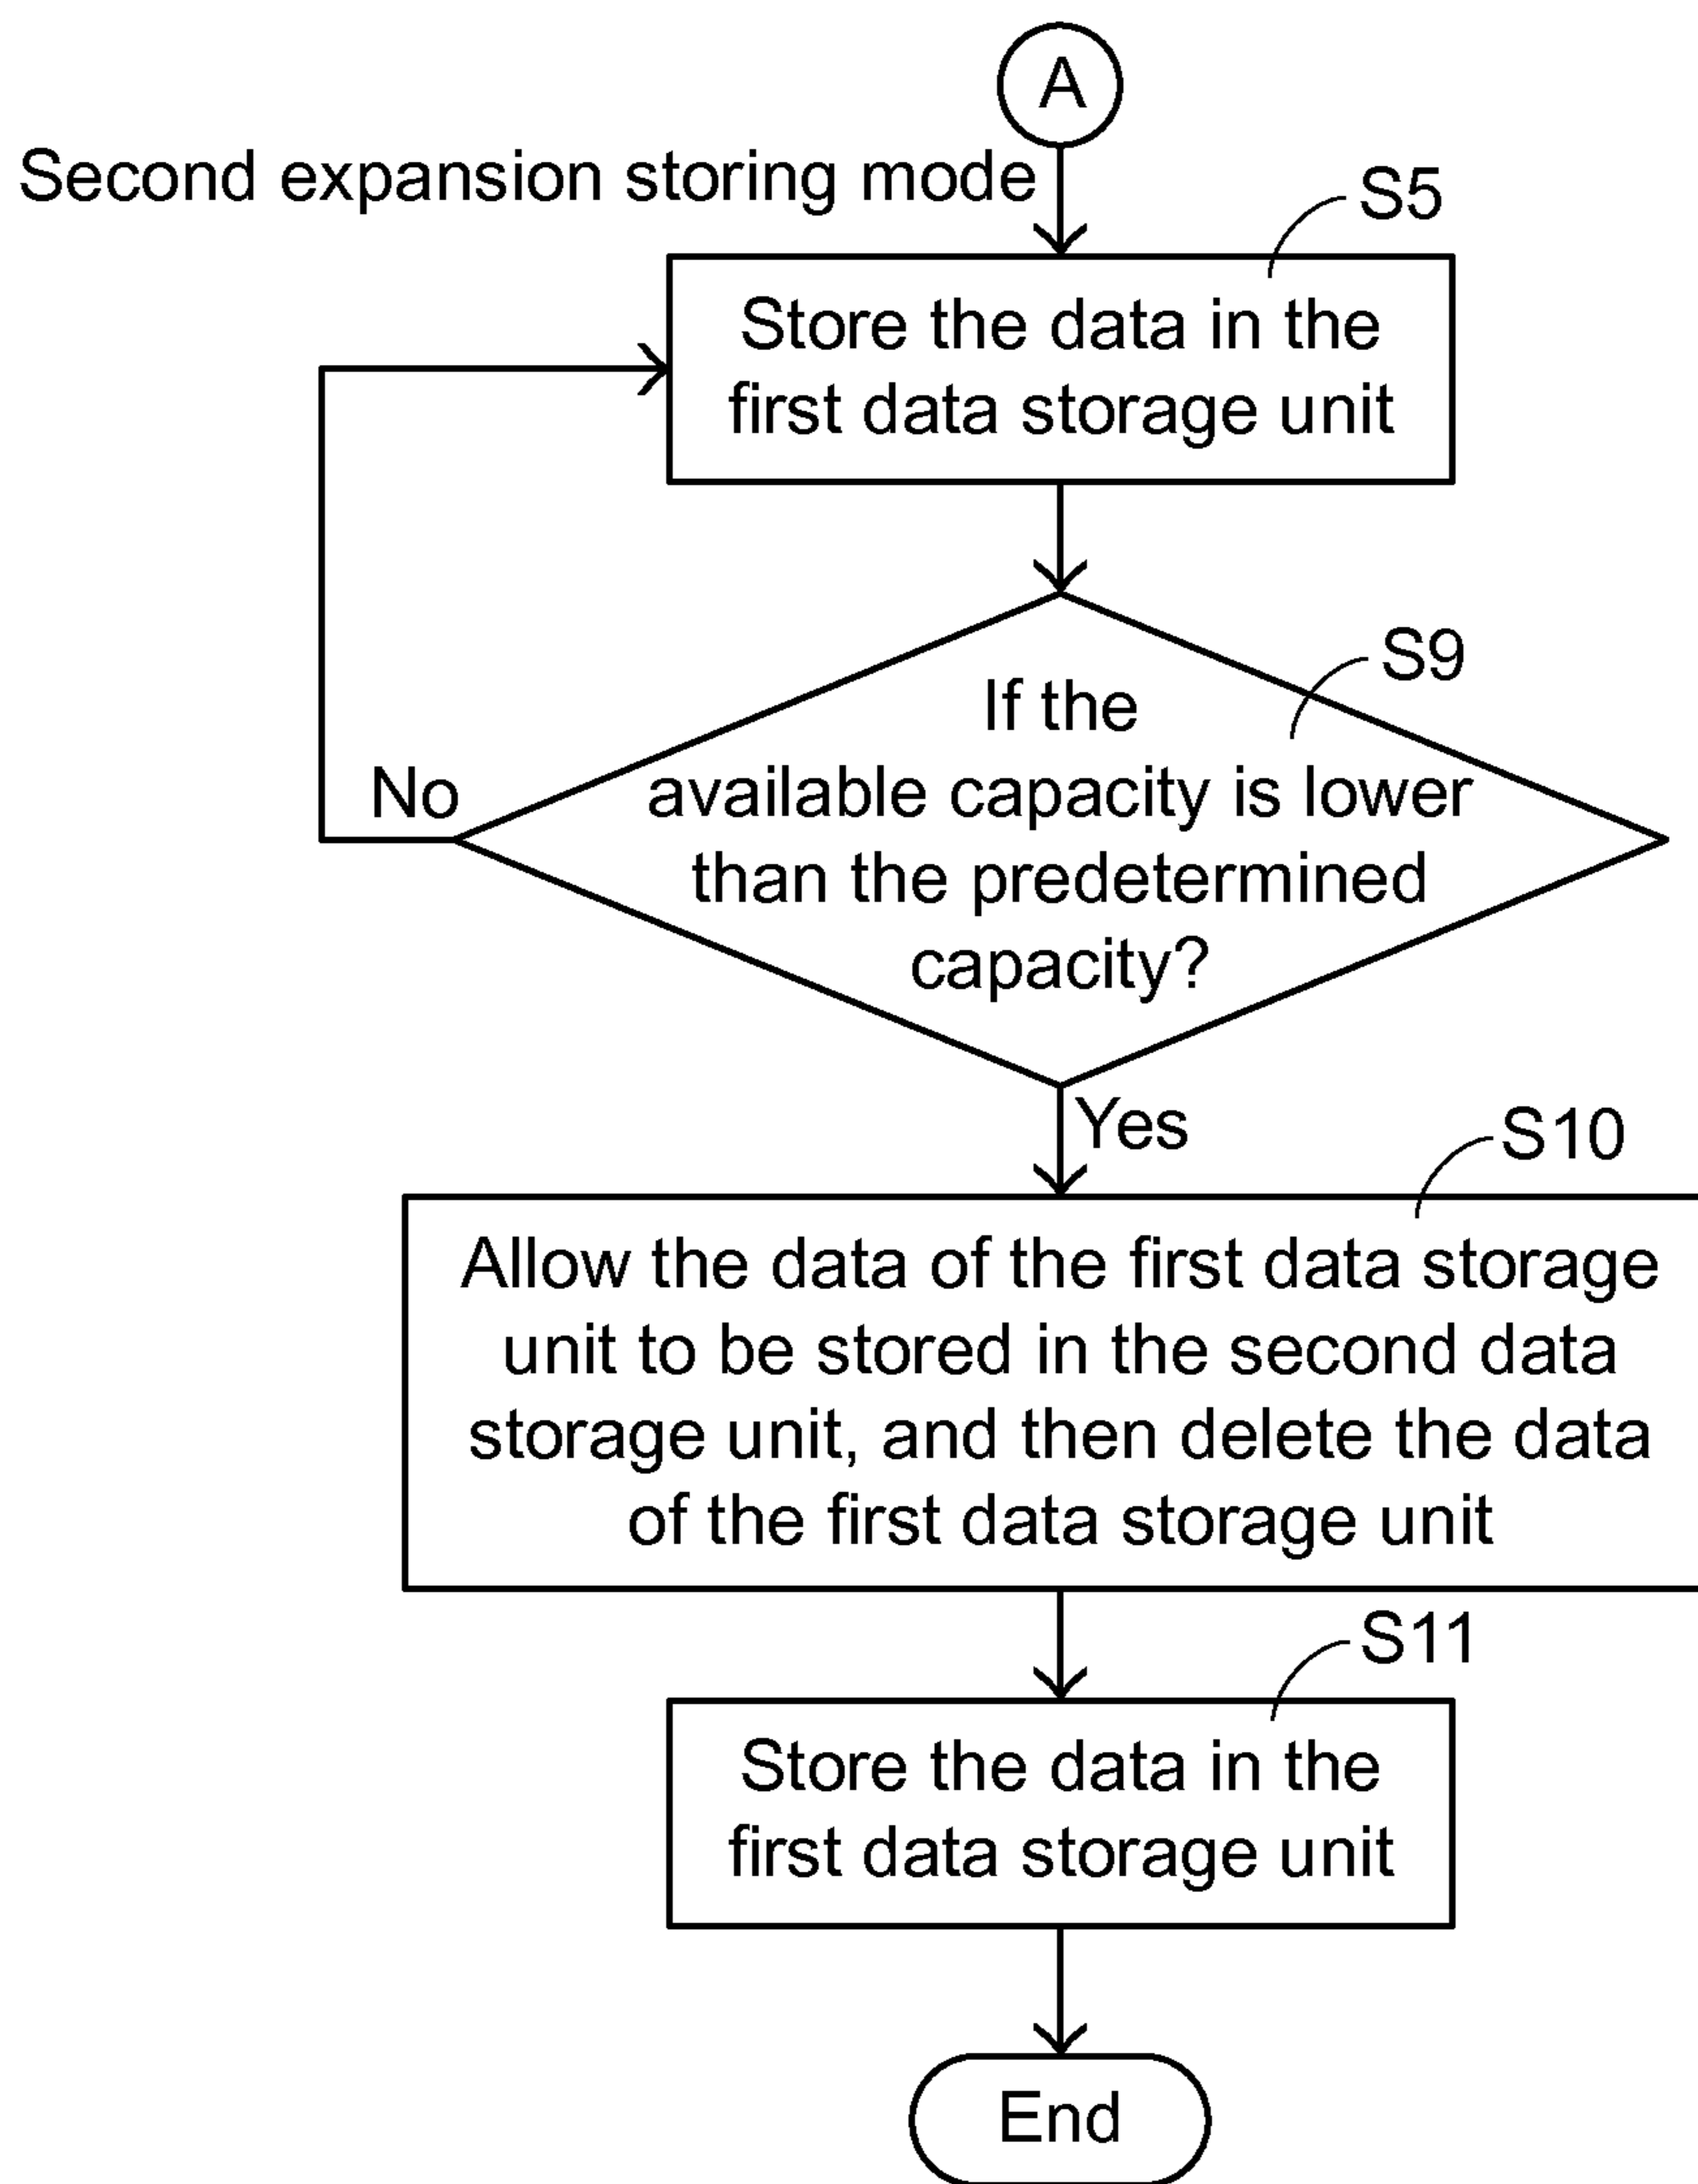 A
Second expansion storing mode
S5
Store the data in the
first data storage unit
S9
If the
available capacity is lower
than the predetermined
capacity?
No
Yes
S10
Allow the data of the first data storage
unit to be stored in the second data
storage unit, and then delete the data
of the first data storage unit
S11
Store the data in the
first data storage unit
End